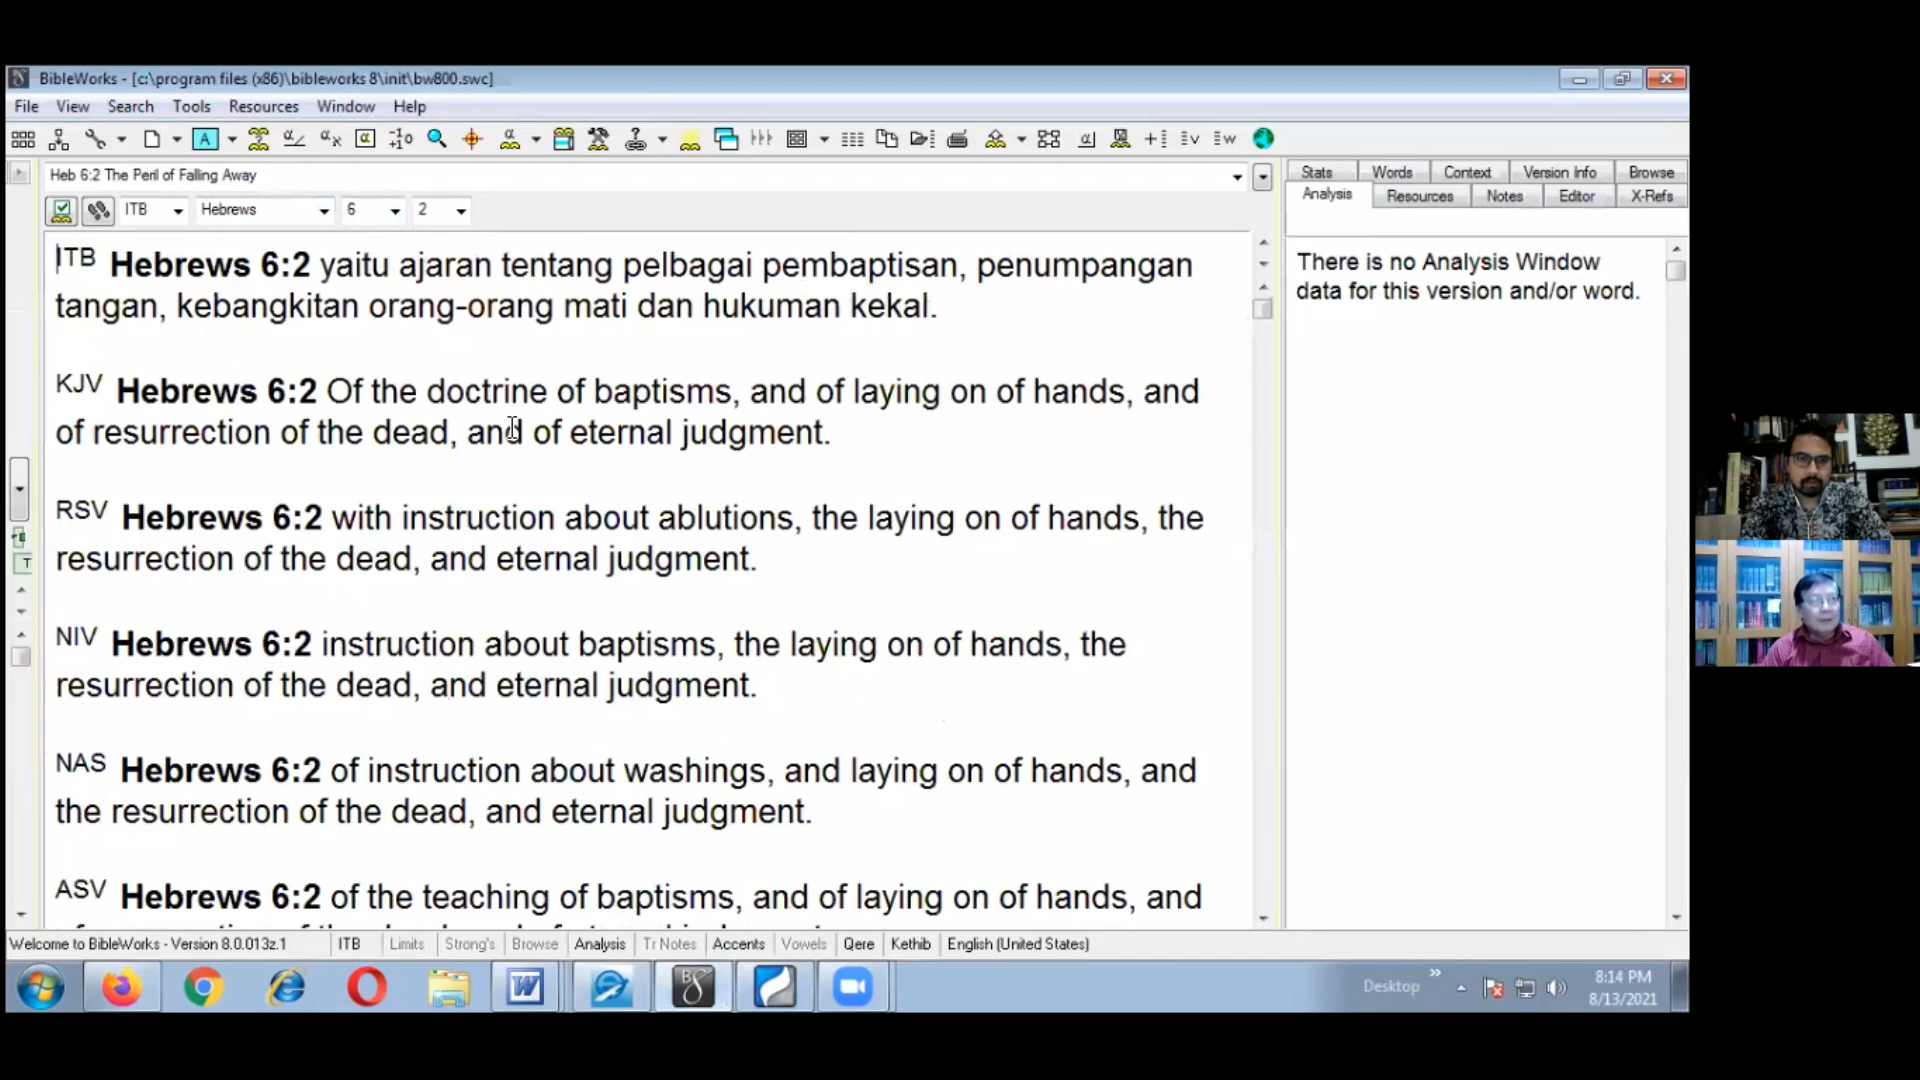 BibleWorks - [c:\program files (x86)\bibleworks 8\init\bw800.swc]
File View Search Tools Resources Window Help
Heb 6:2 The Peril of Falling Away
ITB Hebrews 6 2
ITB Hebrews 6:2 yaitu ajaran tentang pelbagai pembaptisan, penumpangan
tangan, kebangkitan orang-orang mati dan hukuman kekal.
KJV Hebrews 6:2 Of the doctrine of baptisms, and of laying on of hands, and
of resurrection of the dead, and of eternal judgment.
RSV Hebrews 6:2 with instruction about ablutions, the laying on of hands, the
resurrection of the dead, and eternal judgment.
NIV Hebrews 6:2 instruction about baptisms, the laying on of hands, the
resurrection of the dead, and eternal judgment.
NAS Hebrews 6:2 of instruction about washings, and laying on of hands, and
the resurrection of the dead, and eternal judgment.
ASV Hebrews 6:2 of the teaching of baptisms, and of laying on of hands, and
Stats Words Context Version Info Browse
Analysis Resources Notes Editor X-Refs
There is no Analysis Window
data for this version and/or word.
Welcome to BibleWorks - Version 8.0.013z.1 ITB Limits Strong's Browse Analysis Tr Notes Accents Vowels Qere Kethib English (United States)
Desktop
8:14 PM
8/13/2021